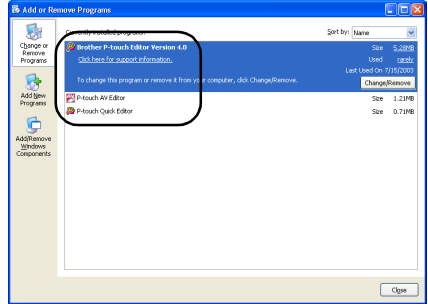 Add or Remove Programs
Change or
Remove
Programs
Add New
Programs
Add/Remove
Windows
Components
Currently installed programs:
Sort by: Name
Brother P-touch Editor Version 4.0
Size 5.28MB
Click here for support information.
Used rarely
Last Used On 7/15/2003
To change this program or remove it from your computer, click Change/Remove.
Change/Remove
P-touch AV Editor
Size 1.21MB
P-touch Quick Editor
Size 0.71MB
Close